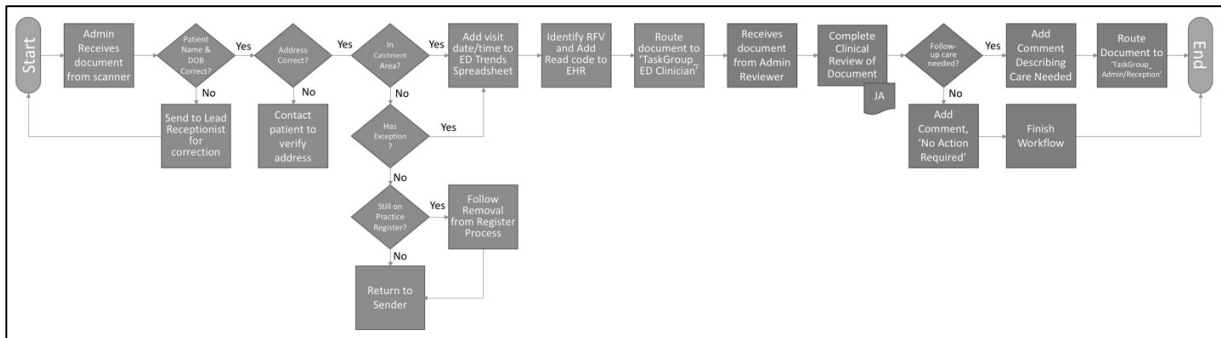 Start
Admin
Receives
document
from scanner
Patient
Name &
DOB
Correct?
Yes
No
Send to Lead
Receptionist
for
correction
Address
Correct?
Yes
No
Contact
patient to
verify
address
In
Catchment
Area?
Yes
No
Has
Exception
?
Yes
No
Still on
Practice
Register?
Yes
No
Follow
Removal
from Register
Process
Return to
Sender
Add visit
date/time to
ED Trends
Spreadsheet
Identify RFV
and Add
Read code to
EHR
Route
document to
‘TaskGroup_
ED Clinician’
Receives
document
from Admin
Reviewer
Complete
Clinical
Review of
Document
JA
Follow-
up care
needed?
Yes
No
Add
Comment
Describing
Care Needed
Route
Document to
‘TaskGroup_
Admin/Reception’
Add
Comment,
‘No Action
Required’
Finish
Workflow
End